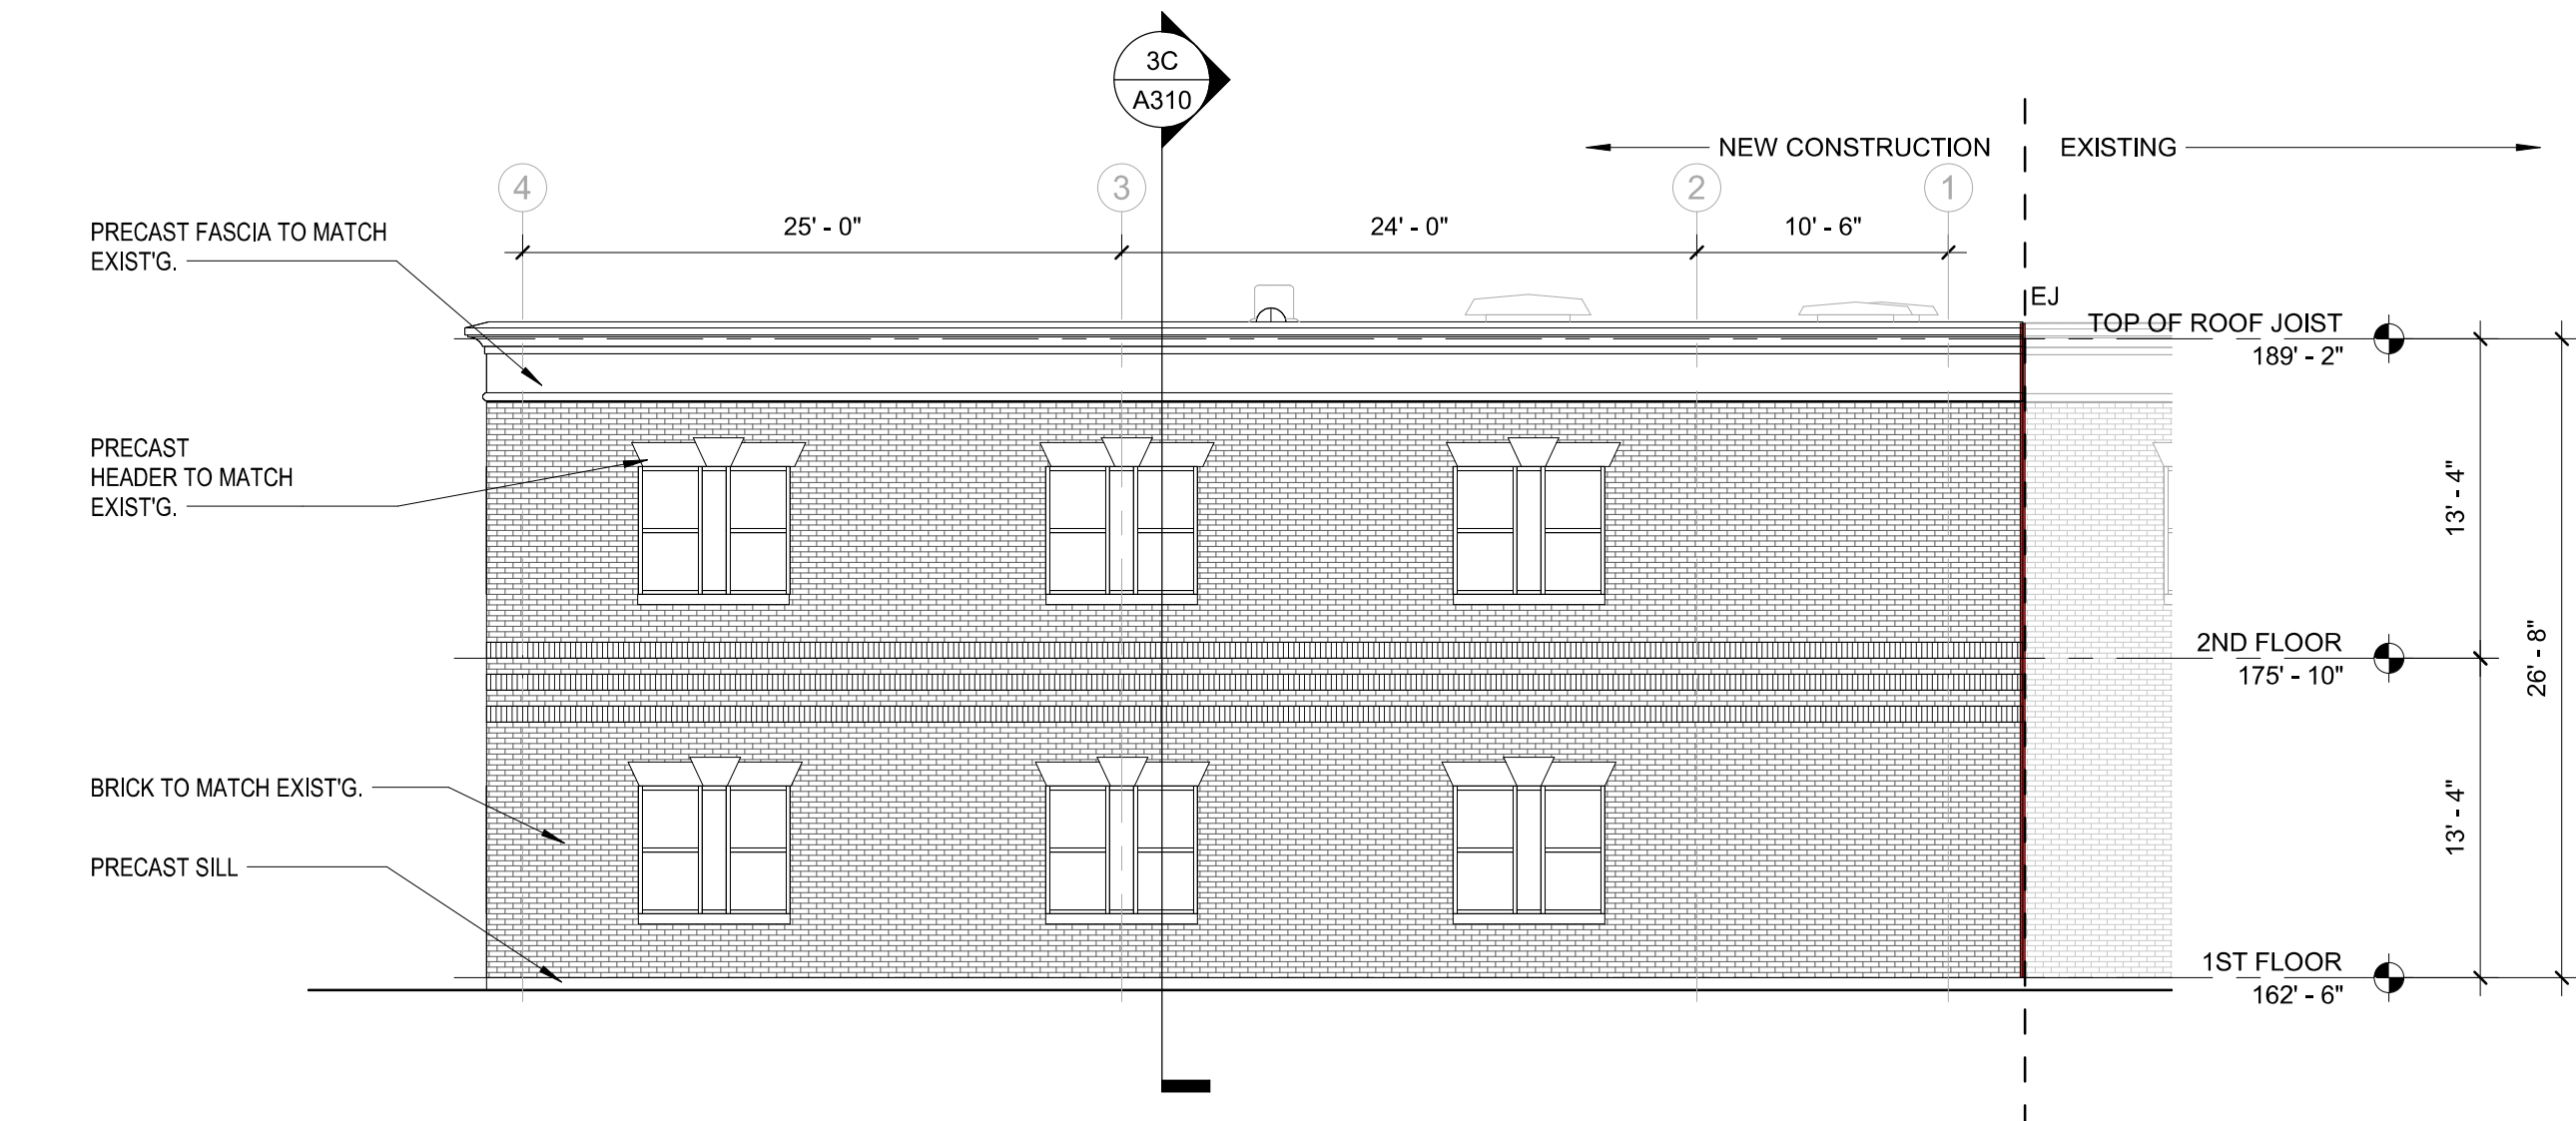 3C
A310
NEW CONSTRUCTION
EXISTING
4
3
2
1
25' - 0"
24' - 0"
10' - 6"
PRECAST FASCIA TO MATCH
EXIST'G.
EJ
TOP OF ROOF JOIST
189' - 2"
PRECAST
HEADER TO MATCH
EXIST'G.
13' - 4"
2ND FLOOR
175' - 10"
26' - 8"
BRICK TO MATCH EXIST'G.
13' - 4"
PRECAST SILL
1ST FLOOR
162' - 6"